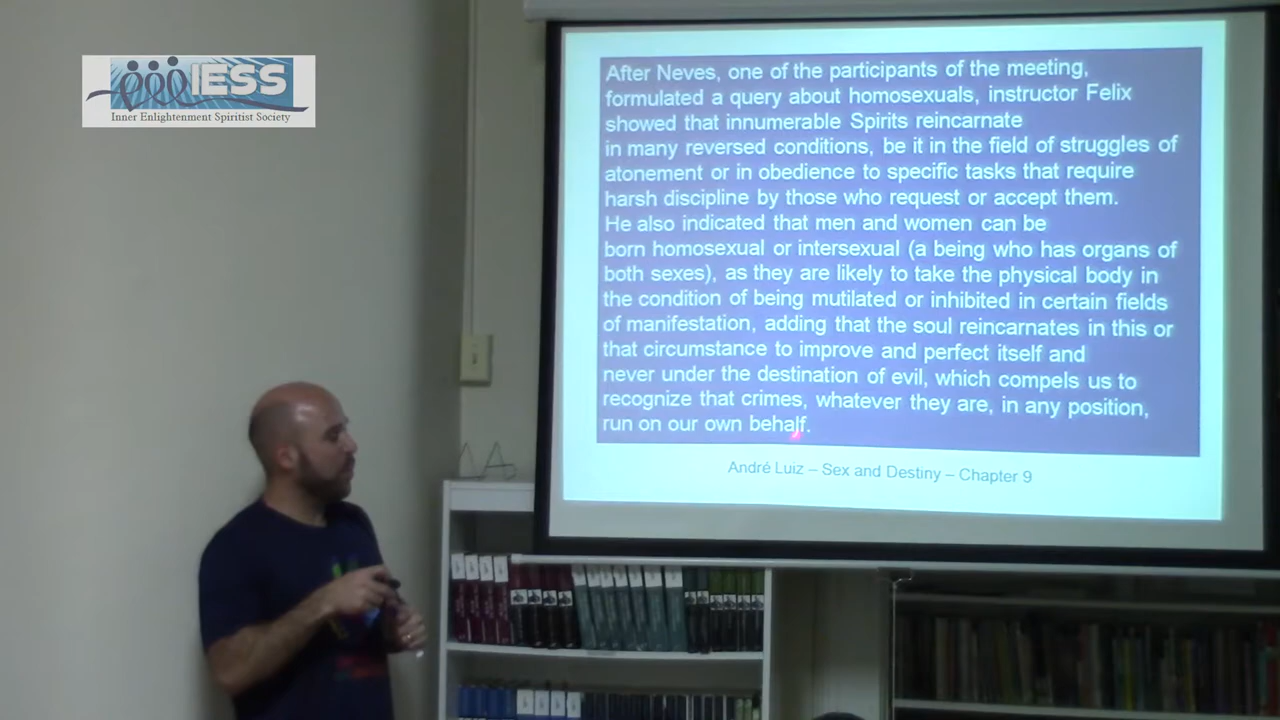 IESS
Inner Enlightenment Spiritist Society
After Neves, one of the participants of the meeting,
formulated a query about homosexuals, instructor Felix
showed that innumerable Spirits reincarnate
in many reversed conditions, be it in the field of struggles of
atonement or in obedience to specific tasks that require
harsh discipline by those who request or accept them.
He also indicated that men and women can be
born homosexual or intersexual (a being who has organs of
both sexes), as they are likely to take the physical body in
the condition of being mutilated or inhibited in certain fields
of manifestation, adding that the soul reincarnates in this or
that circumstance to improve and perfect itself and
never under the destination of evil, which compels us to
recognize that crimes, whatever they are, in any position,
run on our own behalf.
André Luiz – Sex and Destiny – Chapter 9